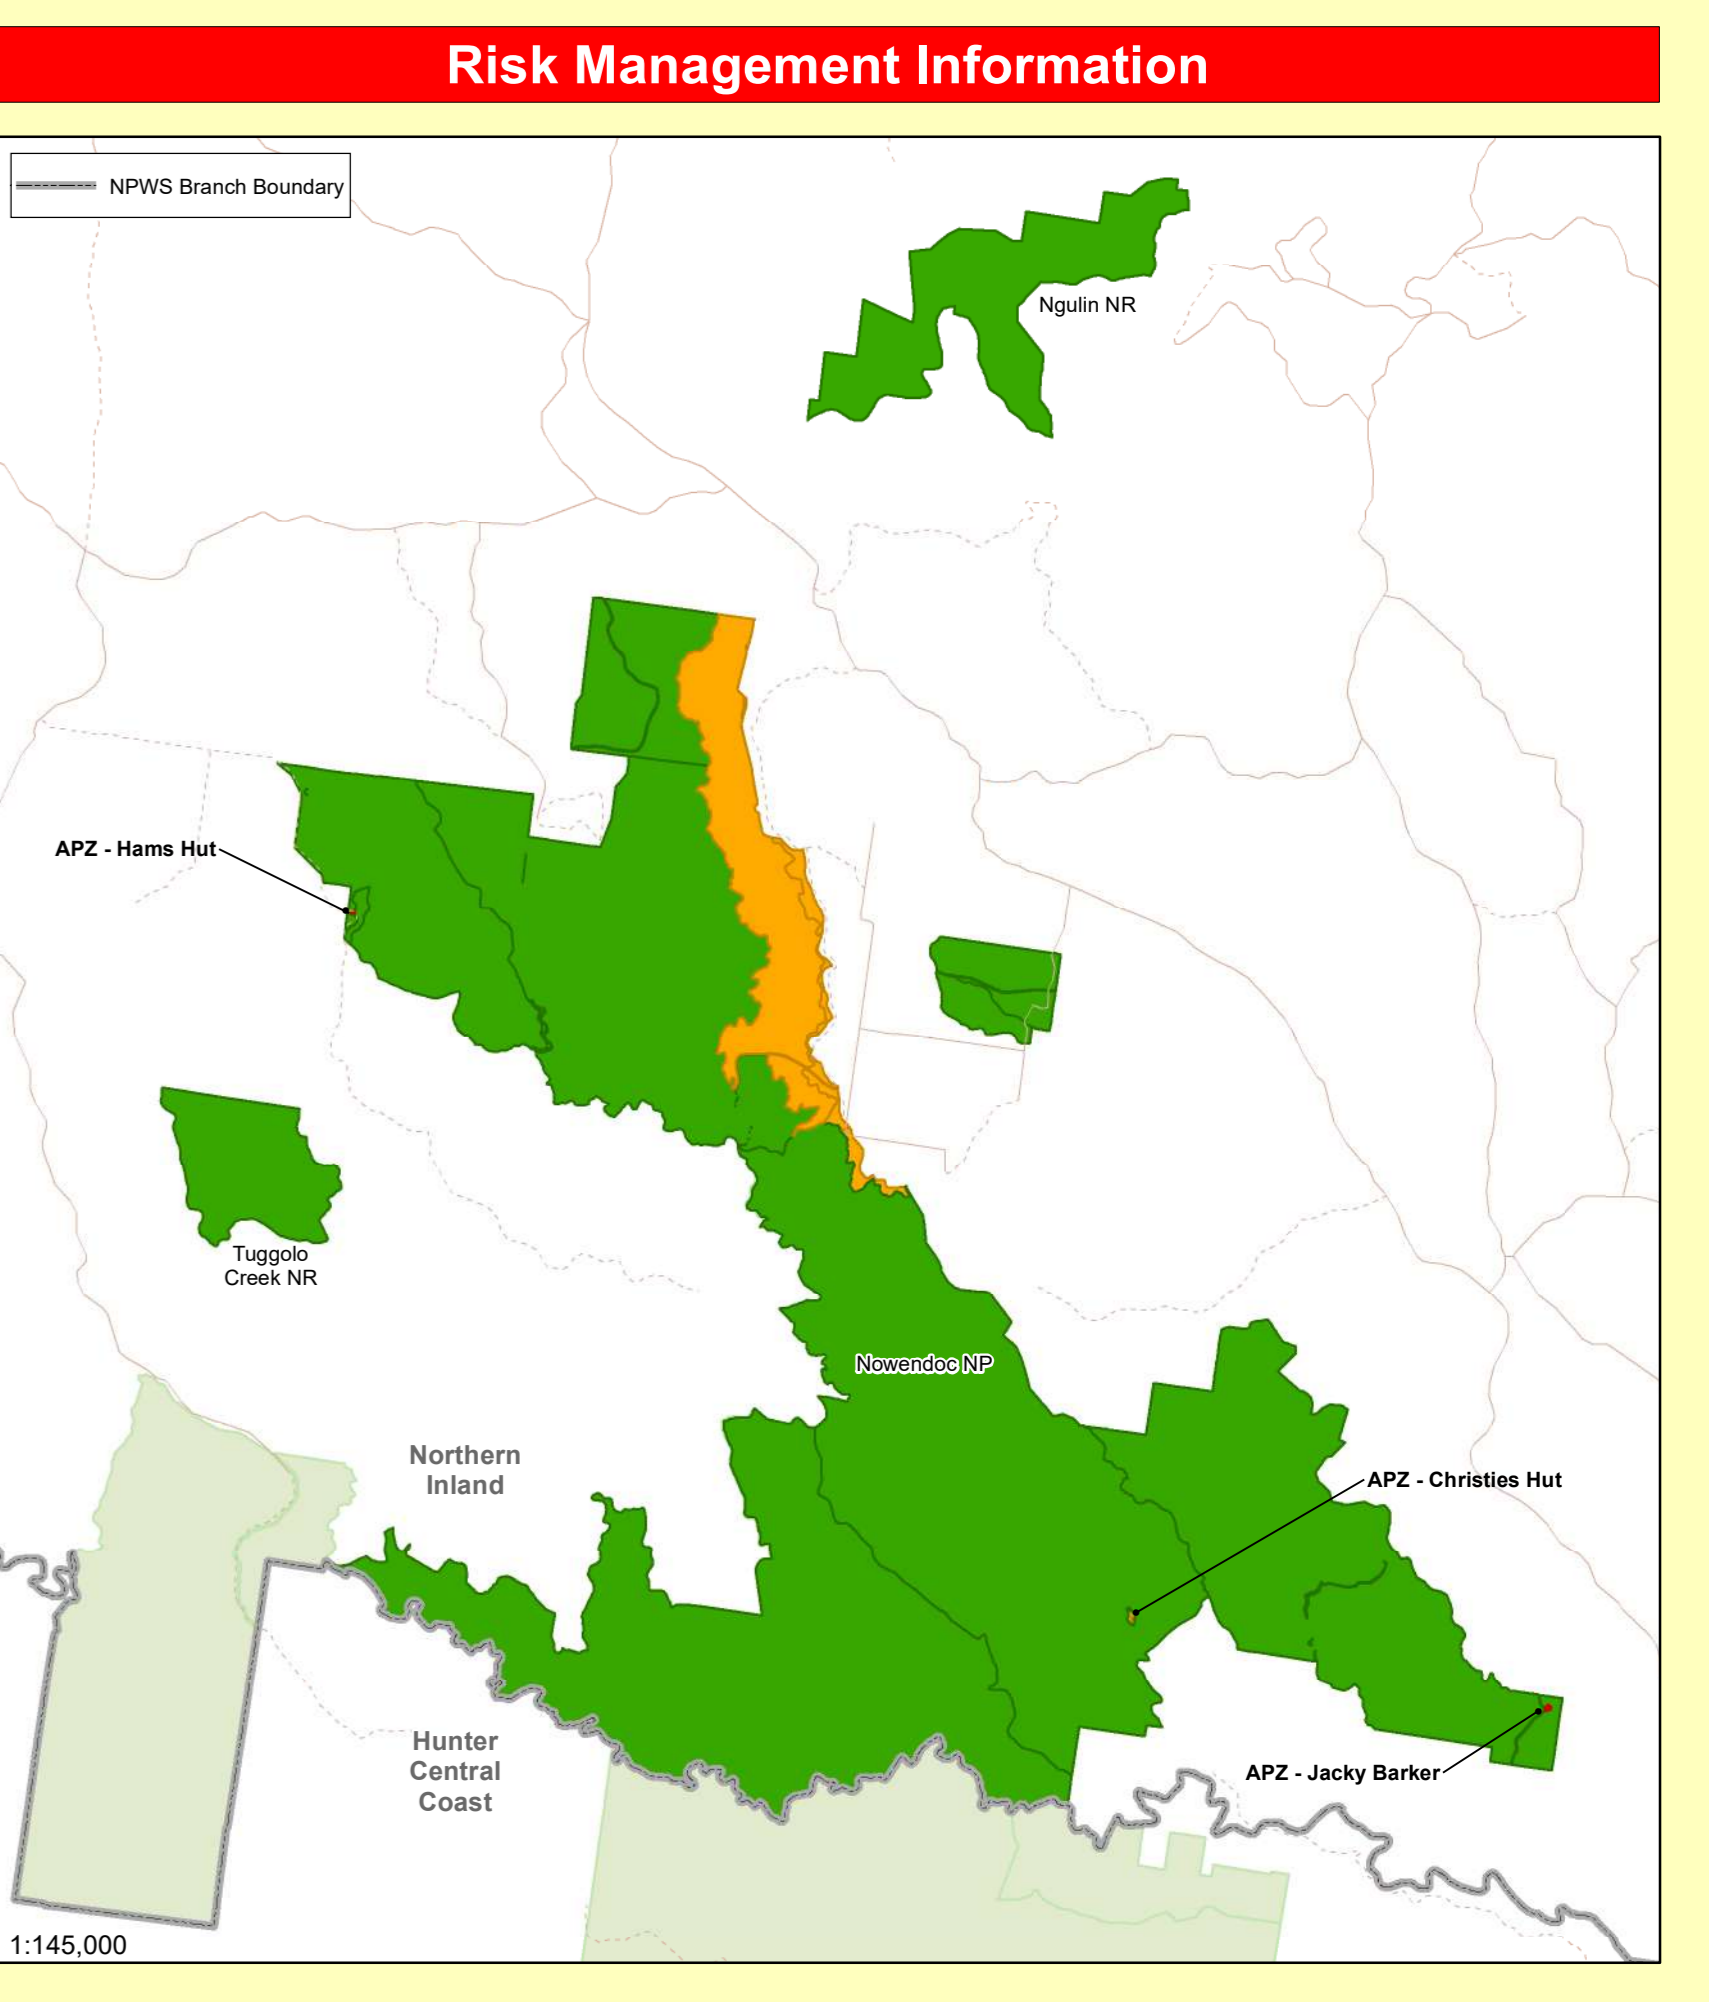 Risk Management Information
NPWS Branch Boundary
Ngulin NR
APZ - Hams Hut
Tuggolo
Creek NR
Nowendoc NP
Northern
Inland
APZ - Christies Hut
Hunter
Central
Coast
APZ - Jacky Barker
1:145,000